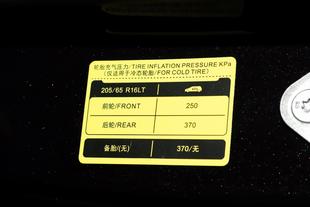 轮胎充气压力/TIRE INFLATION PRESSURE KPa
(仅适用于冷态轮胎/FOR COLD TIRE)
205/65 R16LT
前轮/FRONT 250
后轮/REAR 370
备胎/(无) 370/无